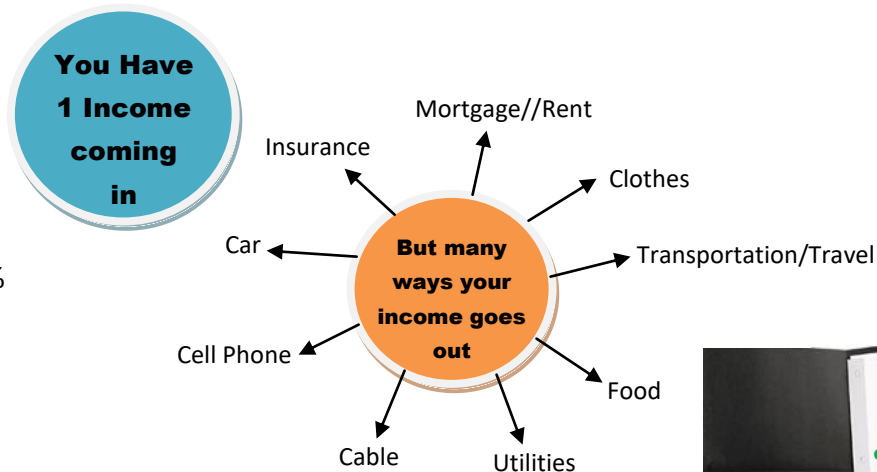 You Have
1 Income
coming
in
Mortgage//Rent
Insurance
Clothes
Car
But many
ways your
income goes
out
Transportation/Travel
%
Cell Phone
Food
Cable
Utilities